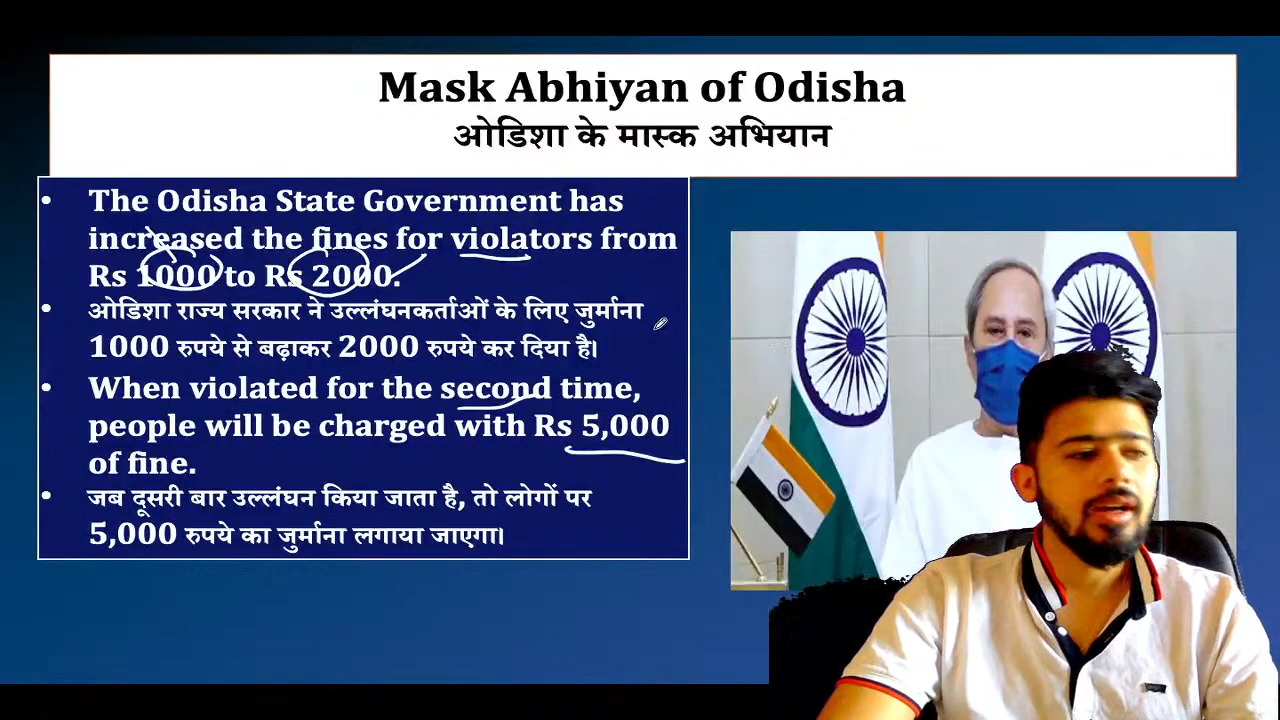 Mask Abhiyan of Odisha
ओडिशा के मास्क अभियान
• The Odisha State Government has
increased the fines for violators from
Rs 1000 to Rs 2000.
• ओडिशा राज्य सरकार ने उल्लंघनकर्ताओं के लिए जुर्माना
1000 रुपये से बढ़ाकर 2000 रुपये कर दिया है।
• When violated for the second time,
people will be charged with Rs 5,000
of fine.
• जब दूसरी बार उल्लंघन किया जाता है, तो लोगों पर
5,000 रुपये का जुर्माना लगाया जाएगा।